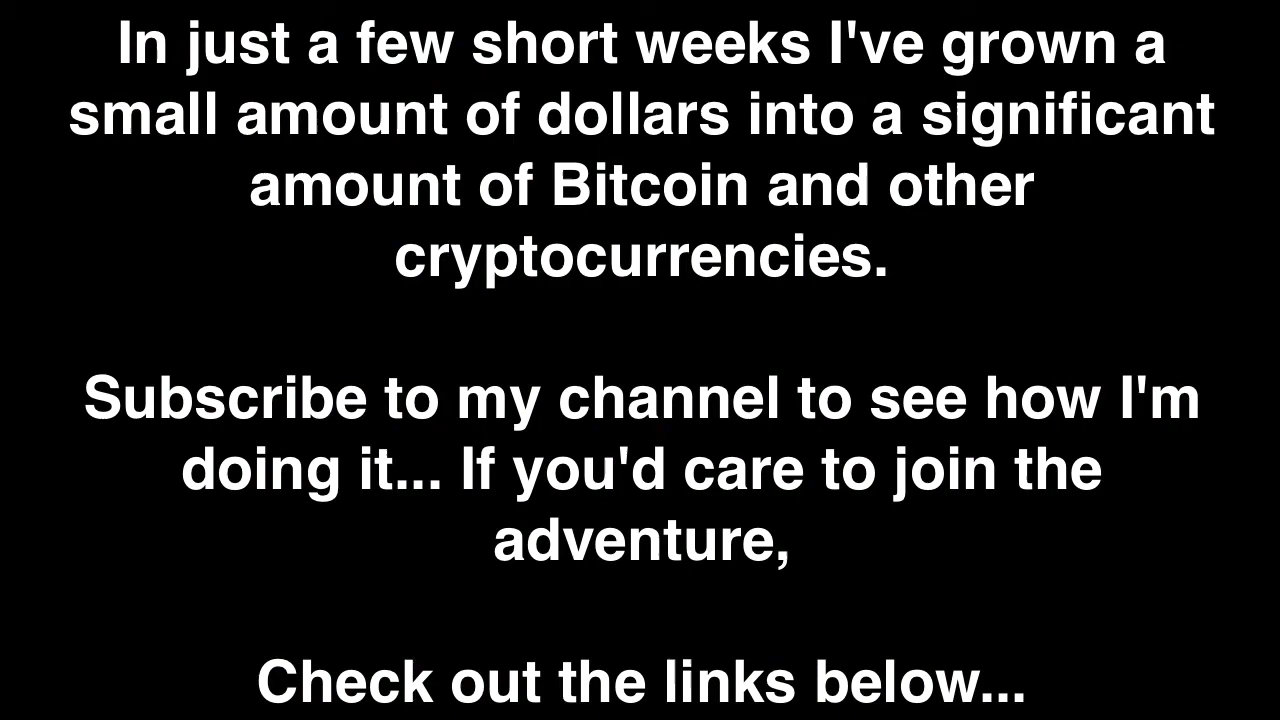 In just a few short weeks I've grown a
small amount of dollars into a significant
amount of Bitcoin and other
cryptocurrencies.
Subscribe to my channel to see how I'm
doing it... If you'd care to join the
adventure,
Check out the links below...